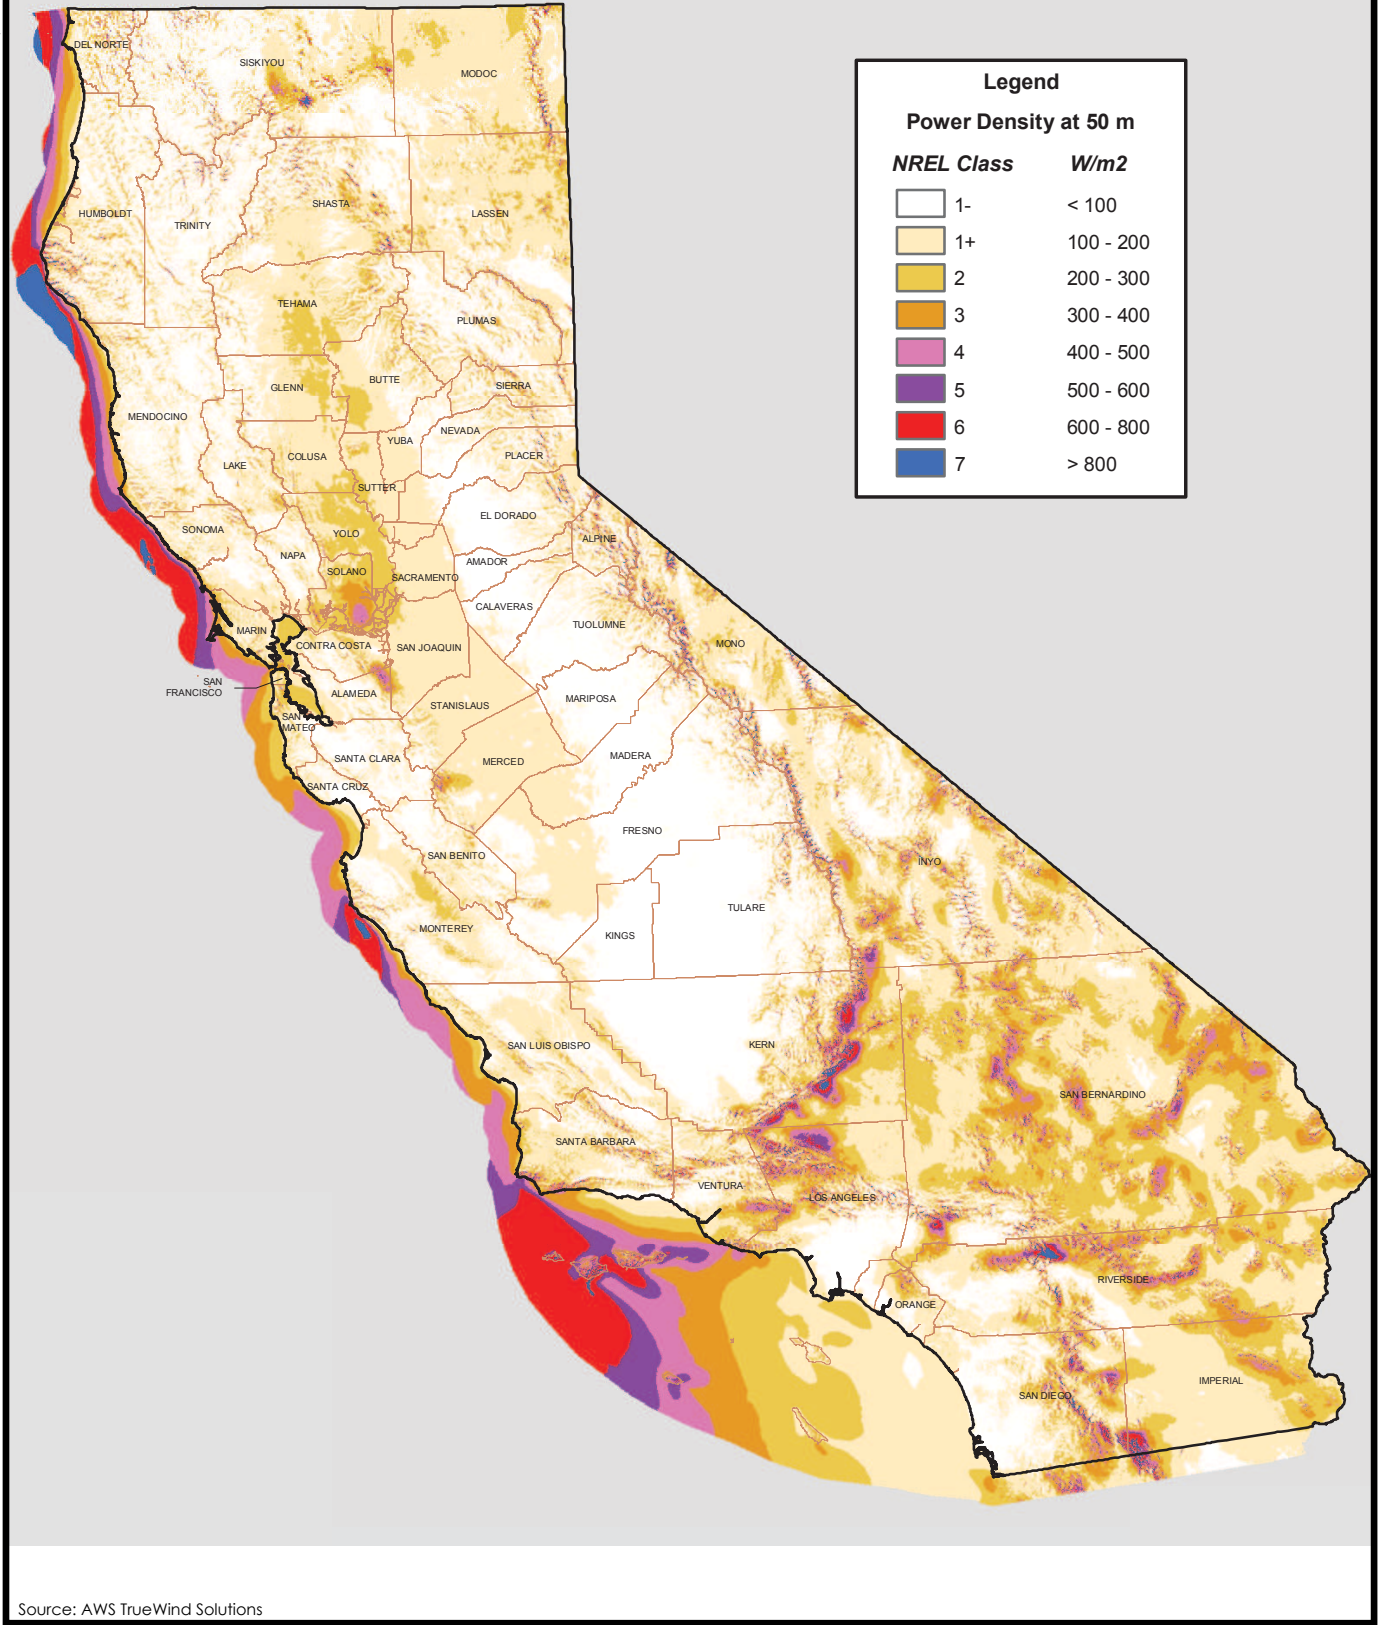 Legend
Power Density at 50 m
NREL Class W/m2
1- < 100
1+ 100 - 200
2 200 - 300
3 300 - 400
4 400 - 500
5 500 - 600
6 600 - 800
7 > 800
DEL NORTE
SISKIYOU
MODOC
HUMBOLDT
TRINITY
SHASTA
LASSEN
TEHAMA
PLUMAS
GLENN
BUTTE
SIERRA
MENDOCINO
LAKE
COLUSA
YUBA
NEVADA
PLACER
SUTTER
SONOMA
NAPA
YOLO
EL DORADO
ALPINE
SOLANO
SACRAMENTO
AMADOR
CALAVERAS
TUOLUMNE
MONO
MARIN
CONTRA COSTA
SAN JOAQUIN
SAN
FRANCISCO
ALAMEDA
STANISLAUS
MARIPOSA
SAN
MATEO
SANTA CLARA
MERCED
MADERA
SANTA CRUZ
FRESNO
SAN BENITO
INYO
MONTEREY
KINGS
TULARE
SAN LUIS OBISPO
KERN
SAN BERNARDINO
SANTA BARBARA
VENTURA
LOS ANGELES
ORANGE
RIVERSIDE
SAN DIEGO
IMPERIAL
Source: AWS TrueWind Solutions